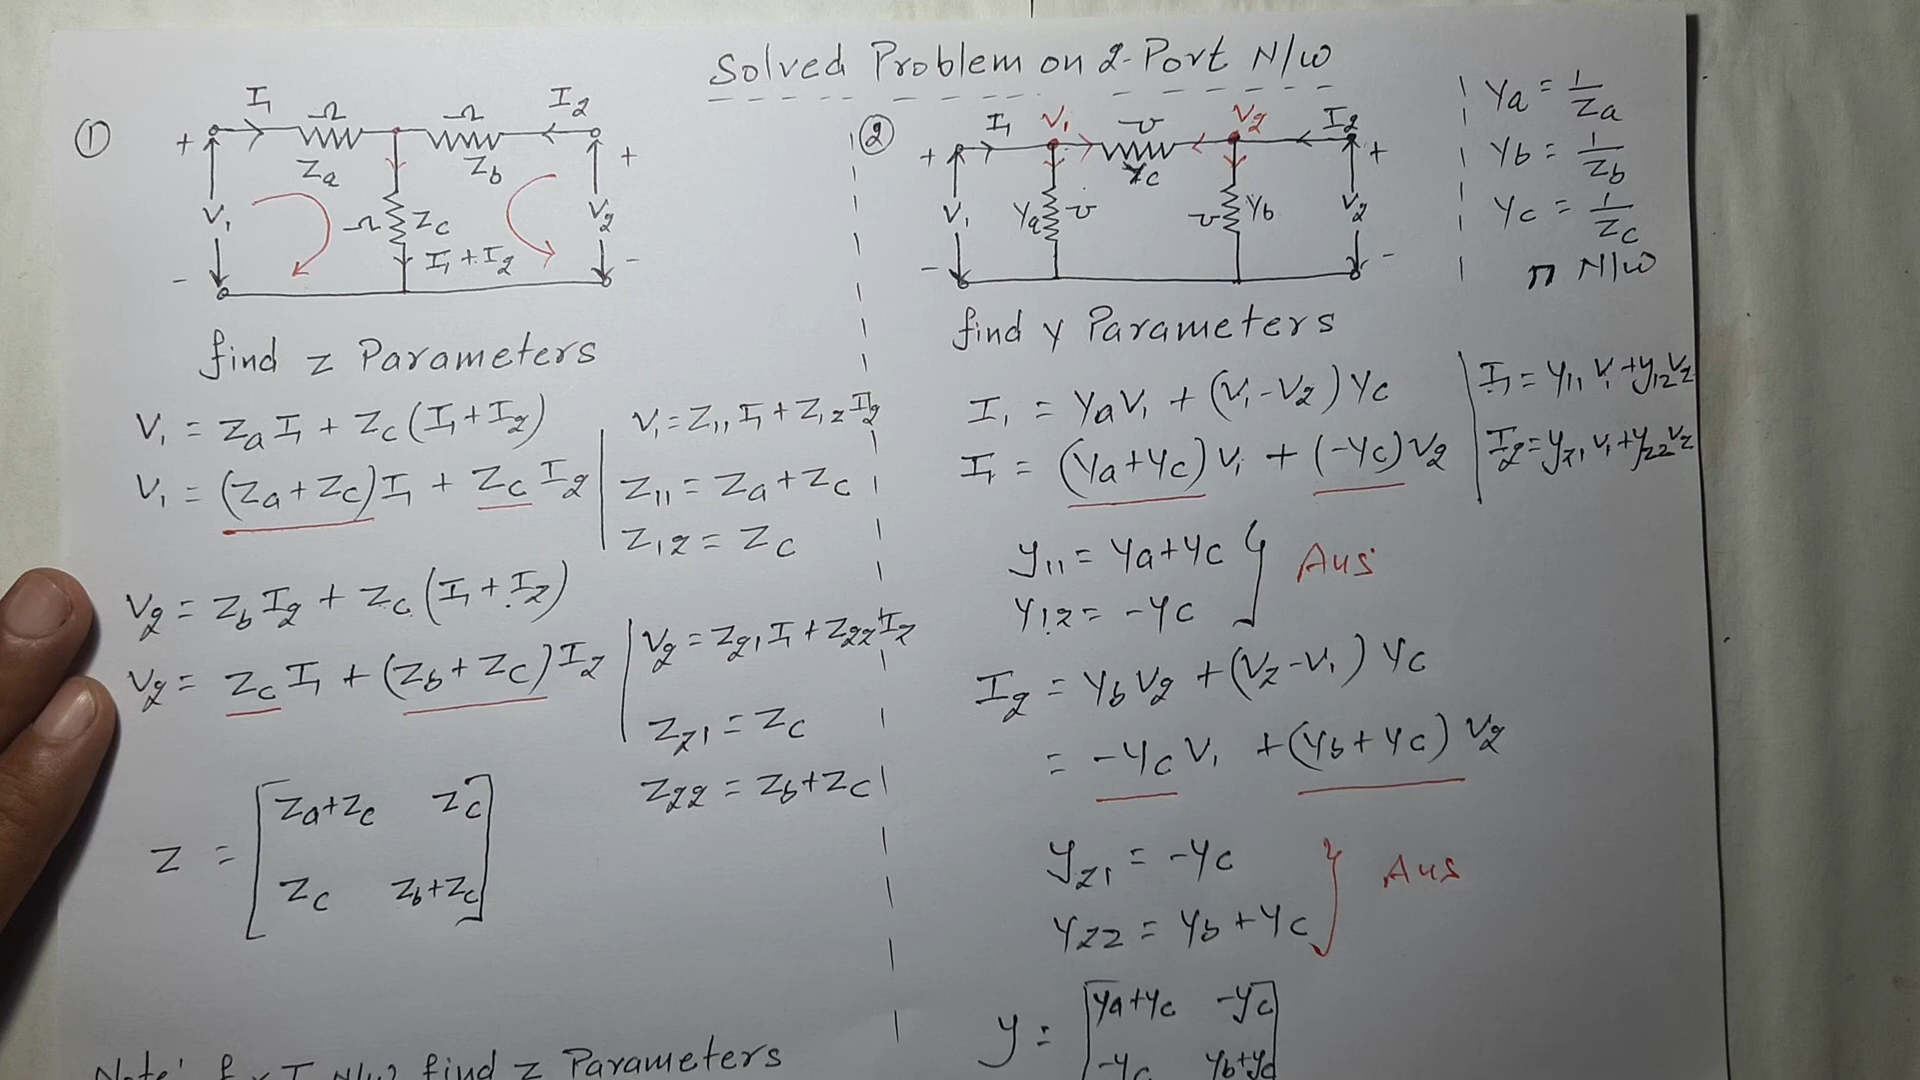 Solved Problem on 2-Port N/W
①
I₁ Ω Ω I₂
+ Za Zb +
V₁ Ω Zc V₂
- I₁ + I₂ -
find z Parameters
V₁ = Za I₁ + Zc (I₁ + I₂)
V₁ = (Za + Zc) I₁ + Zc I₂
V₁ = Z₁₁ I₁ + Z₁₂ I₂
Z₁₁ = Za + Zc
Z₁₂ = Zc
V₂ = Zb I₂ + Zc (I₁ + I₂)
V₂ = Zc I₁ + (Zb + Zc) I₂
V₂ = Z₂₁ I₁ + Z₂₂ I₂
Z₂₁ = Zc
Z₂₂ = Zb + Zc
Z = [Za + Zc Zc
Zc Zb + Zc]
Note: N/W find z Parameters
②
I₁ V₁ ℧ V₂ I₂
+ Yc +
V₁ Ya ℧ ℧ Yb V₂
- -
Ya = 1/Za
Yb = 1/Zb
Yc = 1/Zc
π N/W
find y Parameters
I₁ = Ya V₁ + (V₁ - V₂) Yc
I₁ = (Ya + Yc) V₁ + (-Yc) V₂
I₁ = y₁₁ V₁ + y₁₂ V₂
I₂ = y₂₁ V₁ + y₂₂ V₂
y₁₁ = Ya + Yc
y₁₂ = -Yc
Ans
I₂ = Yb V₂ + (V₂ - V₁) Yc
= -Yc V₁ + (Yb + Yc) V₂
y₂₁ = -Yc
Y₂₂ = Yb + Yc
Ans
y = [Ya + Yc -Yc
-Yc Yb + Yc]